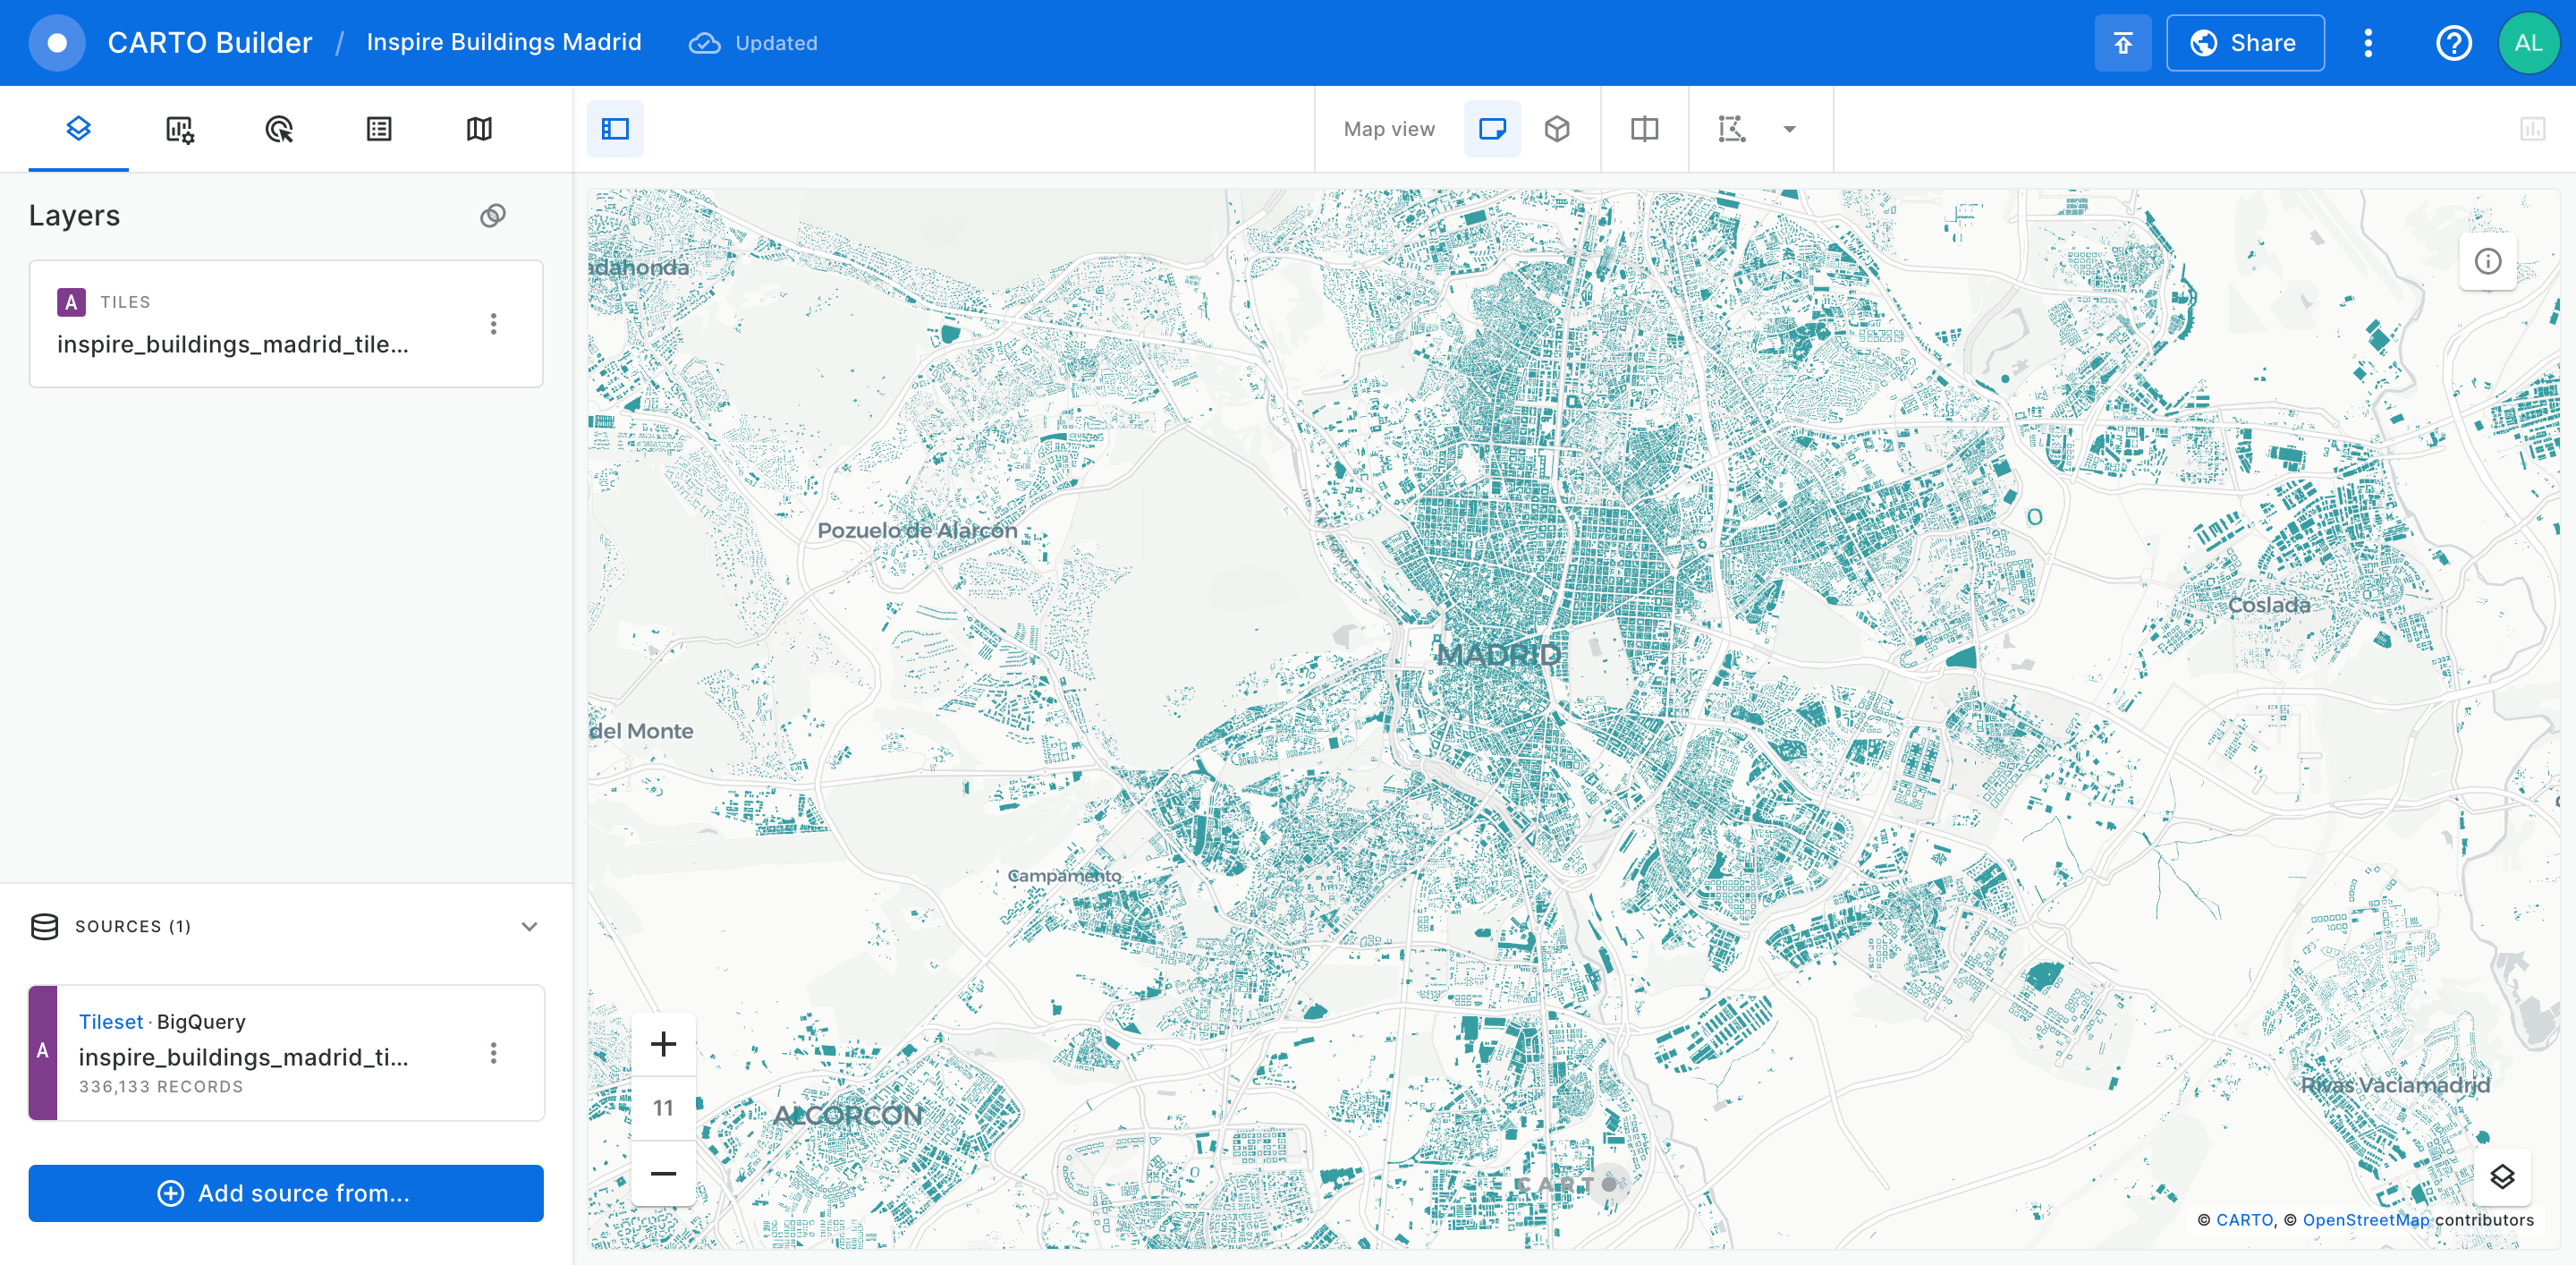 CARTO Builder / Inspire Buildings Madrid Updated
Share
AL
Map view
Layers
A TILES
inspire_buildings_madrid_tile...
SOURCES (1)
A
Tileset · BigQuery
inspire_buildings_madrid_ti...
336,133 RECORDS
Add source from...
adahonda
Pozuelo de Alarcón
MADRID
Coslada
del Monte
Campamento
ALCORCÓN
Rivas Vaciamadrid
11
CARTO
© CARTO, © OpenStreetMap contributors